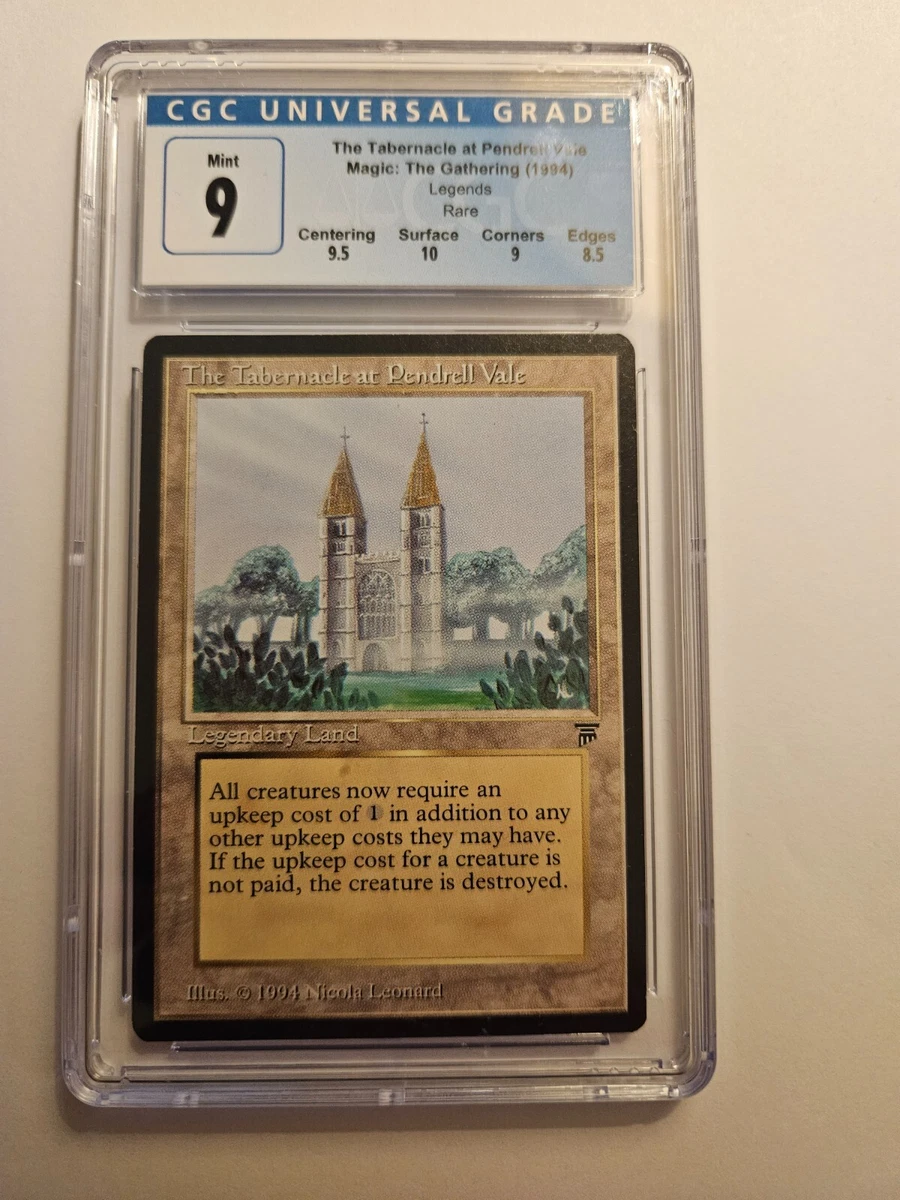 CGC UNIVERSAL GRADE
Mint
9
The Tabernacle at Pendrell Vale
Magic: The Gathering (1994)
Legends
Rare
Centering Surface Corners Edges
9.5 10 9 8.5
The Tabernacle at Pendrell Vale
Legendary Land
All creatures now require an
upkeep cost of 1 in addition to any
other upkeep costs they may have.
If the upkeep cost for a creature is
not paid, the creature is destroyed.
Illus. © 1994 Nicola Leonard